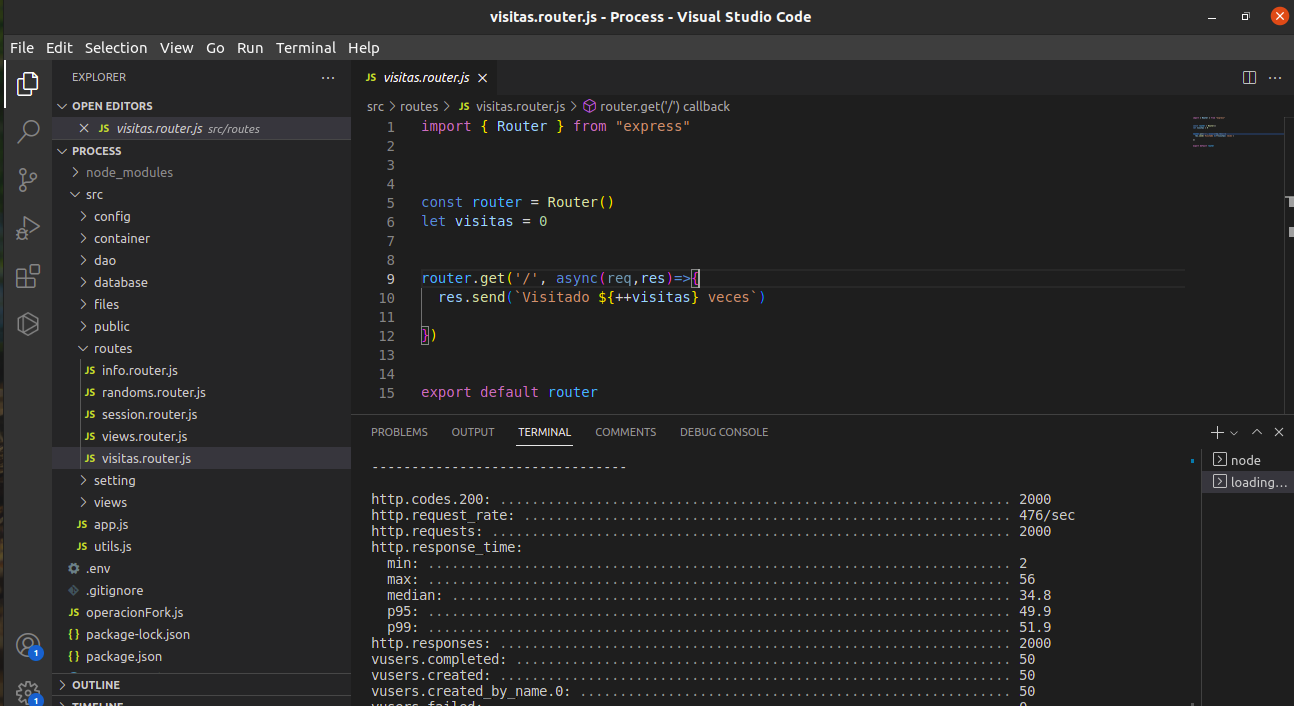 visitas.router.js - Process - Visual Studio Code
File Edit Selection View Go Run Terminal Help
EXPLORER
OPEN EDITORS
JS visitas.router.js src/routes
PROCESS
node_modules
src
config
container
dao
database
files
public
routes
JS info.router.js
JS randoms.router.js
JS session.router.js
JS views.router.js
JS visitas.router.js
setting
views
JS app.js
JS utils.js
.env
.gitignore
JS operacionFork.js
{} package-lock.json
{} package.json
OUTLINE
TIMELINE
1
1
JS visitas.router.js
src > routes > JS visitas.router.js > router.get('/') callback
1 import { Router } from "express"
2
3
4
5 const router = Router()
6 let visitas = 0
7
8
9 router.get('/', async(req,res)=>{
10 res.send(`Visitado ${++visitas} veces`)
11
12 })
13
14
15 export default router
PROBLEMS OUTPUT TERMINAL COMMENTS DEBUG CONSOLE
node
loading...
--------------------------------
http.codes.200: ................................................................ 2000
http.request_rate: ............................................................. 476/sec
http.requests: ................................................................. 2000
http.response_time:
min: ......................................................................... 2
max: ......................................................................... 56
median: ...................................................................... 34.8
p95: ......................................................................... 49.9
p99: ......................................................................... 51.9
http.responses: ................................................................ 2000
vusers.completed: .............................................................. 50
vusers.created: ................................................................ 50
vusers.created_by_name.0: ...................................................... 50
vusers.failed: ................................................................. 0